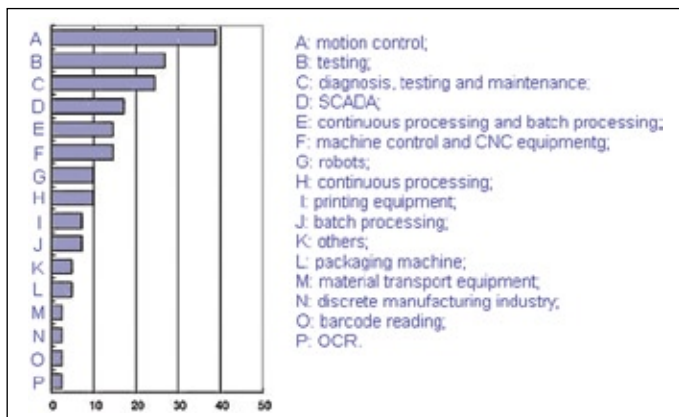 A
B
C
D
E
F
G
H
I
J
K
L
M
N
O
P
0 10 20 30 40 50
A: motion control;
B: testing;
C: diagnosis, testing and maintenance;
D: SCADA;
E: continuous processing and batch processing;
F: machine control and CNC equipmentg;
G: robots;
H: continuous processing;
I: printing equipment;
J: batch processing;
K: others;
L: packaging machine;
M: material transport equipment;
N: discrete manufacturing industry;
O: barcode reading;
P: OCR.